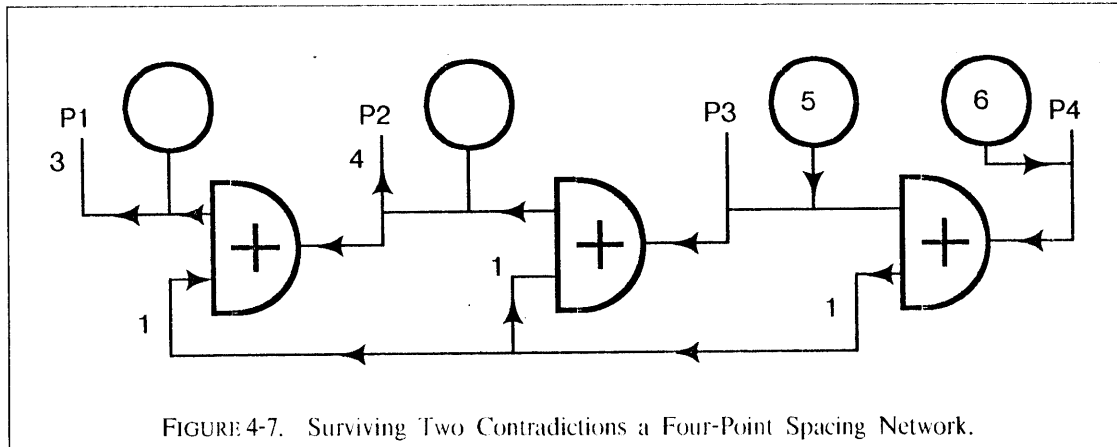 5 6
P1 P2 P3 P4
3 4
+ + +
1 1 1
FIGURE 4-7. Surviving Two Contradictions a Four-Point Spacing Network.